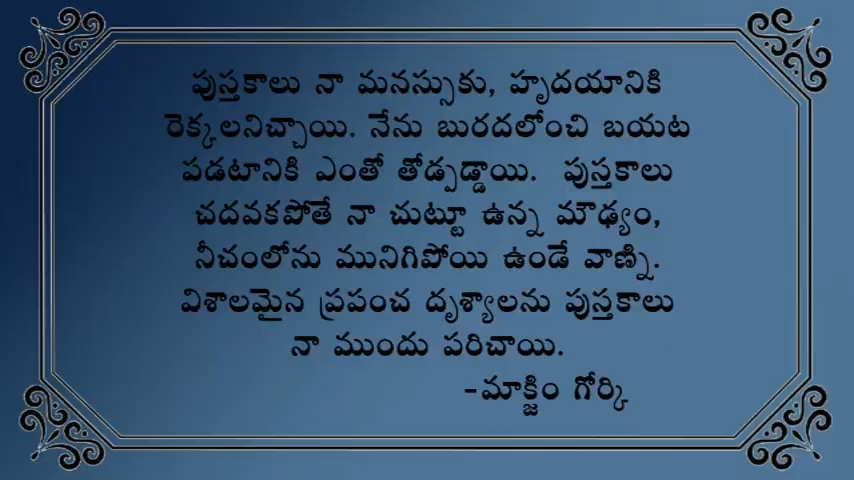 పుస్తకాలు నా మనస్సుకు, హృదయానికి
రెక్కలనిచ్చాయి. నేను బురదలోంచి బయట
పడటానికి ఎంతో తోడ్పడ్డాయి. పుస్తకాలు
చదవకపోతే నా చుట్టూ ఉన్న మౌఢ్యం,
నీచంలోను మునిగిపోయి ఉండే వాణ్ని.
విశాలమైన ప్రపంచ దృశ్యాలను పుస్తకాలు
నా ముందు పరిచాయి.
-మాక్జిం గోర్కి